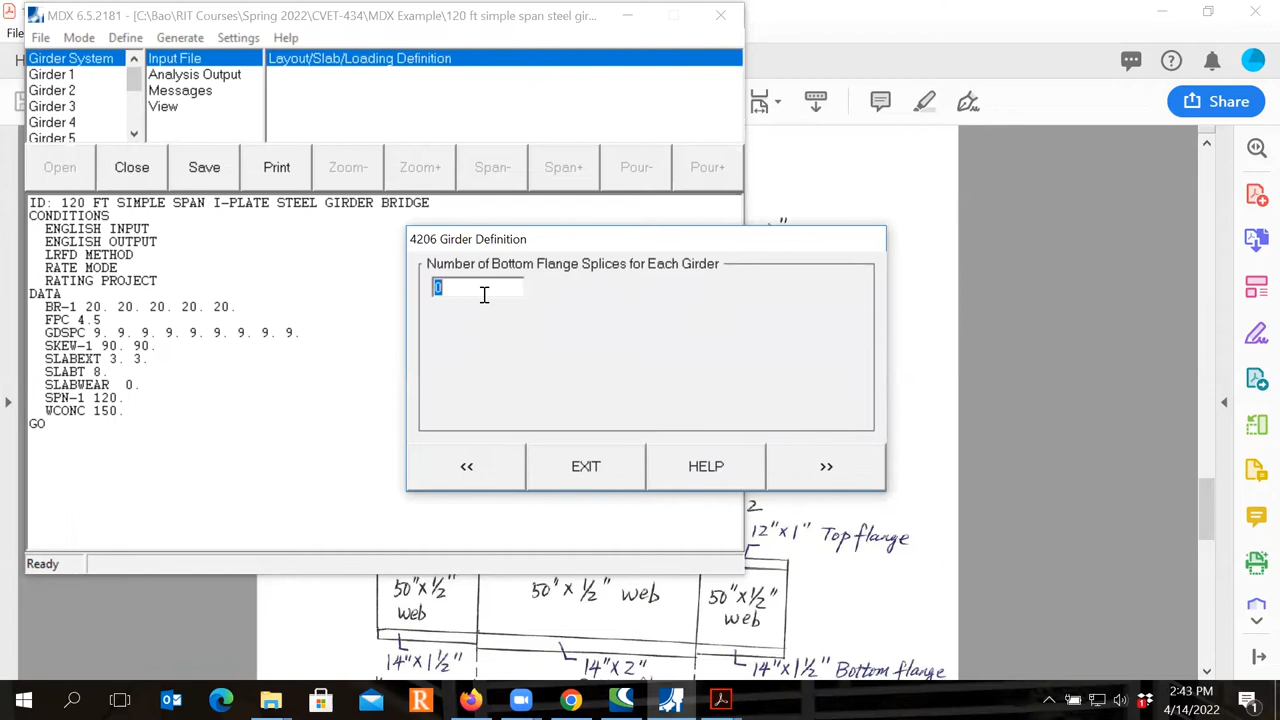 MDX 6.5.2181 - [C:\Bao\RIT Courses\Spring 2022\CVET-434\MDX Example\120 ft simple span steel gir...
File Mode Define Generate Settings Help
Girder System
Girder 1
Girder 2
Girder 3
Girder 4
Girder 5
Input File
Analysis Output
Messages
View
Layout/Slab/Loading Definition
Share
Open Close Save Print Zoom- Zoom+ Span- Span+ Pour- Pour+
ID: 120 FT SIMPLE SPAN I-PLATE STEEL GIRDER BRIDGE
CONDITIONS
ENGLISH INPUT
ENGLISH OUTPUT
LRFD METHOD
RATE MODE
RATING PROJECT
DATA
BR-1 20. 20. 20. 20. 20.
FPC 4.5
GDSPC 9. 9. 9. 9. 9. 9. 9. 9. 9.
SKEW-1 90. 90.
SLABEXT 3. 3.
SLABT 8.
SLABWEAR 0.
SPN-1 120.
WCONC 150.
GO
4206 Girder Definition
Number of Bottom Flange Splices for Each Girder
0
<< EXIT HELP >>
Ready
2
12"x1" Top flange
50"x½" web
50"x½" web
50"x½" web
14"x1½"
14"x2"
14"x1½" Bottom flange
2:43 PM
4/14/2022